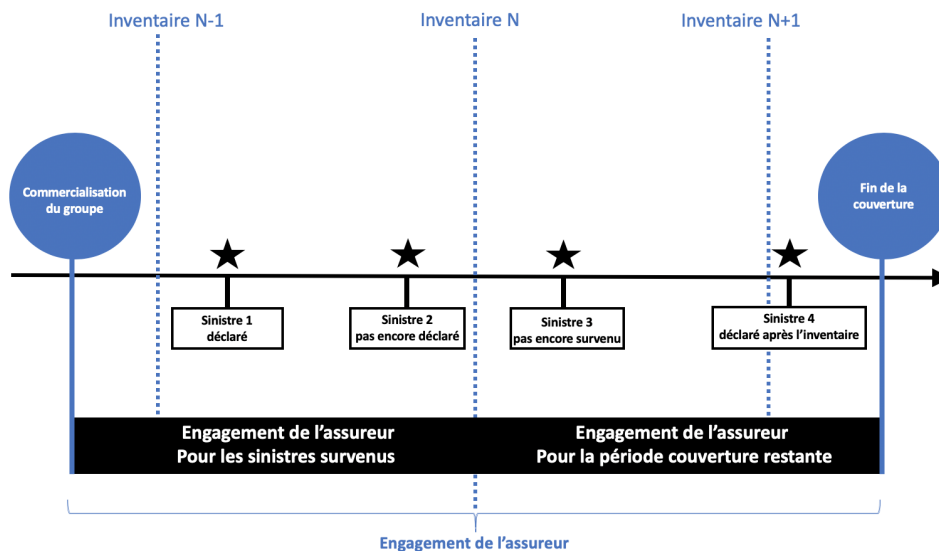 Inventaire N-1
Inventaire N
Inventaire N+1
Commercialisation
du groupe
Fin de la
couverture
Sinistre 1
déclaré
Sinistre 2
pas encore déclaré
Sinistre 3
pas encore survenu
Sinistre 4
déclaré après l’inventaire
Engagement de l’assureur
Pour les sinistres survenus
Engagement de l’assureur
Pour la période couverture restante
Engagement de l’assureur